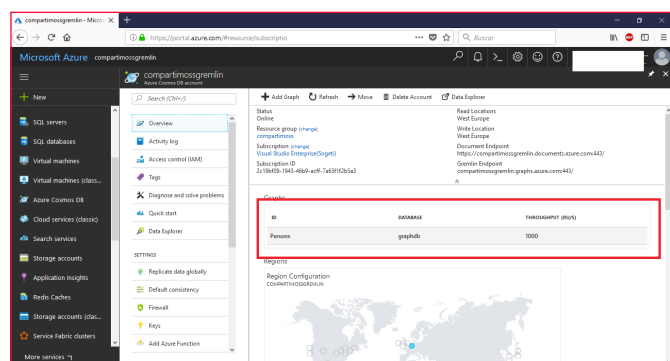 compartimossgremlin - Micros
https://portal.azure.com/#resource/subscriptio
Buscar
Microsoft Azure compartimossgremlin
compartimossgremlin
Azure Cosmos DB account
New
SQL servers
SQL databases
Virtual machines
Virtual machines (class...
Azure Cosmos DB
Cloud services (classic)
Search services
Storage accounts
Application Insights
Redis Caches
Storage accounts (clas...
Service Fabric clusters
More services
Search (Ctrl+/)
Overview
Activity log
Access control (IAM)
Tags
Diagnose and solve problems
Quick start
Data Explorer
SETTINGS
Replicate data globally
Default consistency
Firewall
Keys
Add Azure Function
Add Graph Refresh Move Delete Account Data Explorer
Status
Online
Resource group (change)
compartimoss
Subscription (change)
Visual Studio Enterprise(Sogeti)
Subscription ID
2c19bf09-1943-46b9-acff-7a65f1f2b5a3
Read Locations
West Europe
Write Location
West Europe
Document Endpoint
https://compartimossgremlin.documents.azure.com:443/
Gremlin Endpoint
compartimossgremlin.graphs.azure.com:443/
Graphs
ID DATABASE THROUGHPUT (RU/S)
Persons graphdb 1000
Regions
Region Configuration
COMPARTIMOSSGREMLIN